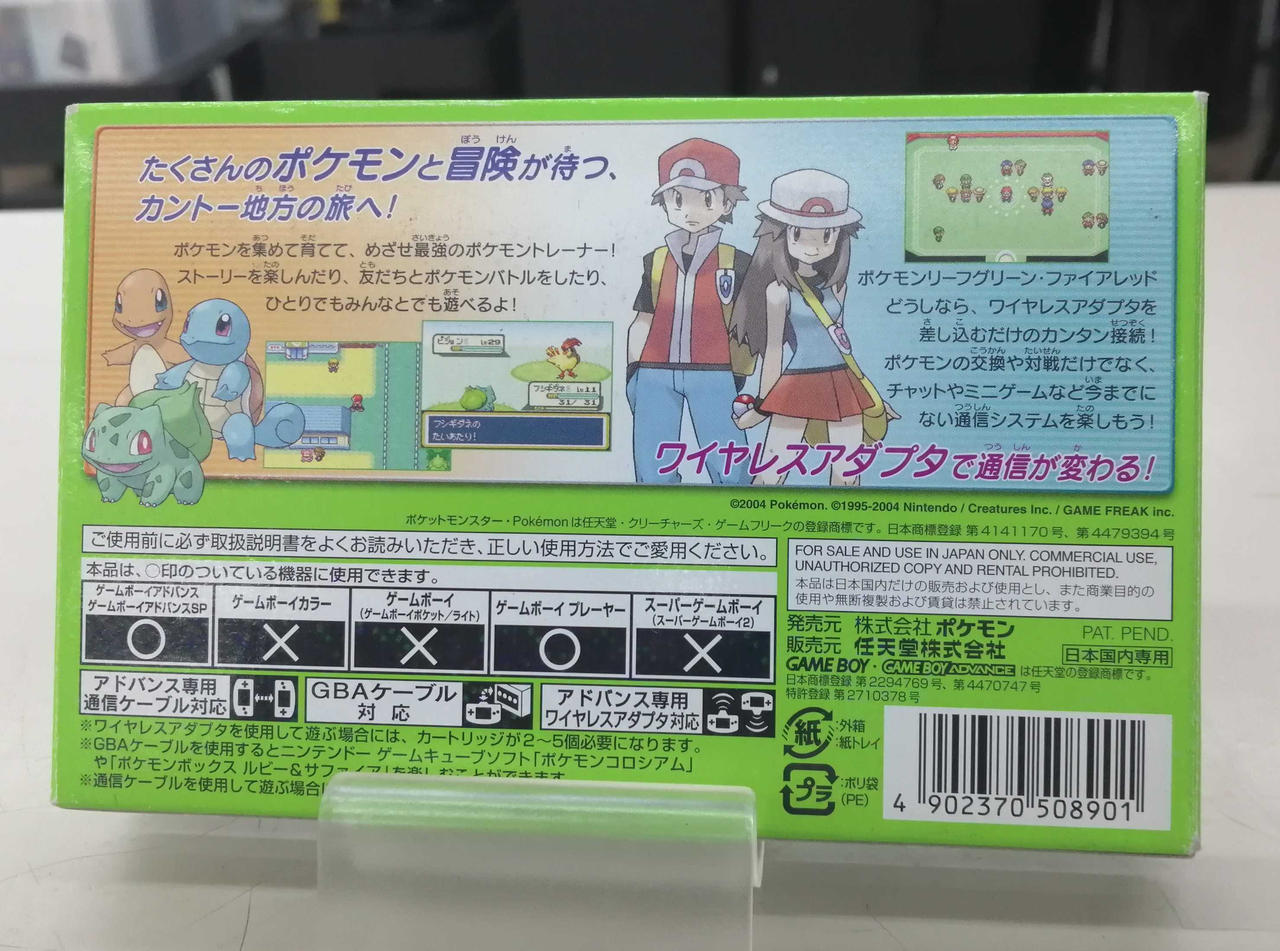 たくさんのポケモンと冒険が待つ、
カントー地方の旅へ！
ポケモンを集めて育てて、めざせ最強のポケモントレーナー！
ストーリーを楽しんだり、友だちとポケモンバトルをしたり、
ひとりでもみんなとでも遊べるよ！
ピジョン♂ Lv29
フシギダネ♂ Lv11
31/ 31
フシギダネの
たいあたり！
ポケモンリーフグリーン・ファイアレッド
どうしなら、ワイヤレスアダプタを
差し込むだけのカンタン接続！
ポケモンの交換や対戦だけでなく、
チャットやミニゲームなど今までに
ない通信システムを楽しもう！
ワイヤレスアダプタで通信が変わる！
©2004 Pokémon. ©1995-2004 Nintendo / Creatures Inc. / GAME FREAK inc.
ポケットモンスター・Pokémonは任天堂・クリーチャーズ・ゲームフリークの登録商標です。日本商標登録 第4141170号、第4479394号
ご使用前に必ず取扱説明書をよくお読みいただき、正しい使用方法でご愛用ください。
本品は、○印のついている機器に使用できます。
ゲームボーイアドバンス
ゲームボーイアドバンスSP
○
ゲームボーイカラー
×
ゲームボーイ
(ゲームボーイポケット/ライト)
×
ゲームボーイ プレーヤー
○
スーパーゲームボーイ
(スーパーゲームボーイ2)
×
アドバンス専用
通信ケーブル対応
GBAケーブル
対応
アドバンス専用
ワイヤレスアダプタ対応
※ワイヤレスアダプタを使用して遊ぶ場合には、カートリッジが2～5個必要になります。
※GBAケーブルを使用するとニンテンドー ゲームキューブソフト「ポケモンコロシアム」
や「ポケモンボックス ルビー&サファイア」を楽しむことができます。
※通信ケーブルを使用して遊ぶ場合
FOR SALE AND USE IN JAPAN ONLY. COMMERCIAL USE,
UNAUTHORIZED COPY AND RENTAL PROHIBITED.
本品は日本国内だけの販売および使用とし、また商業目的の
使用や無断複製および賃貸は禁止されています。
発売元 株式会社ポケモン
販売元 任天堂株式会社
PAT. PEND.
日本国内専用
GAME BOY・GAME BOY ADVANCE は任天堂の登録商標です。
日本商標登録 第2294769号、第4470747号
特許登録 第2710378号
紙
:外箱
:紙トレイ
プラ
:ポリ袋
(PE)
4 902370 508901